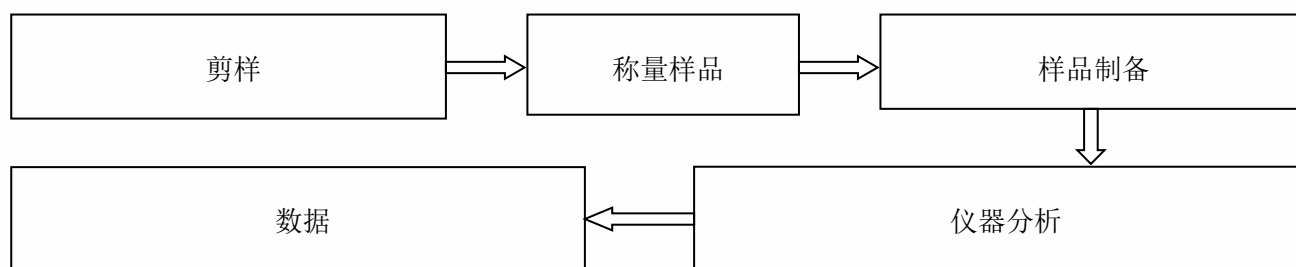 剪样
称量样品
样品制备
仪器分析
数据